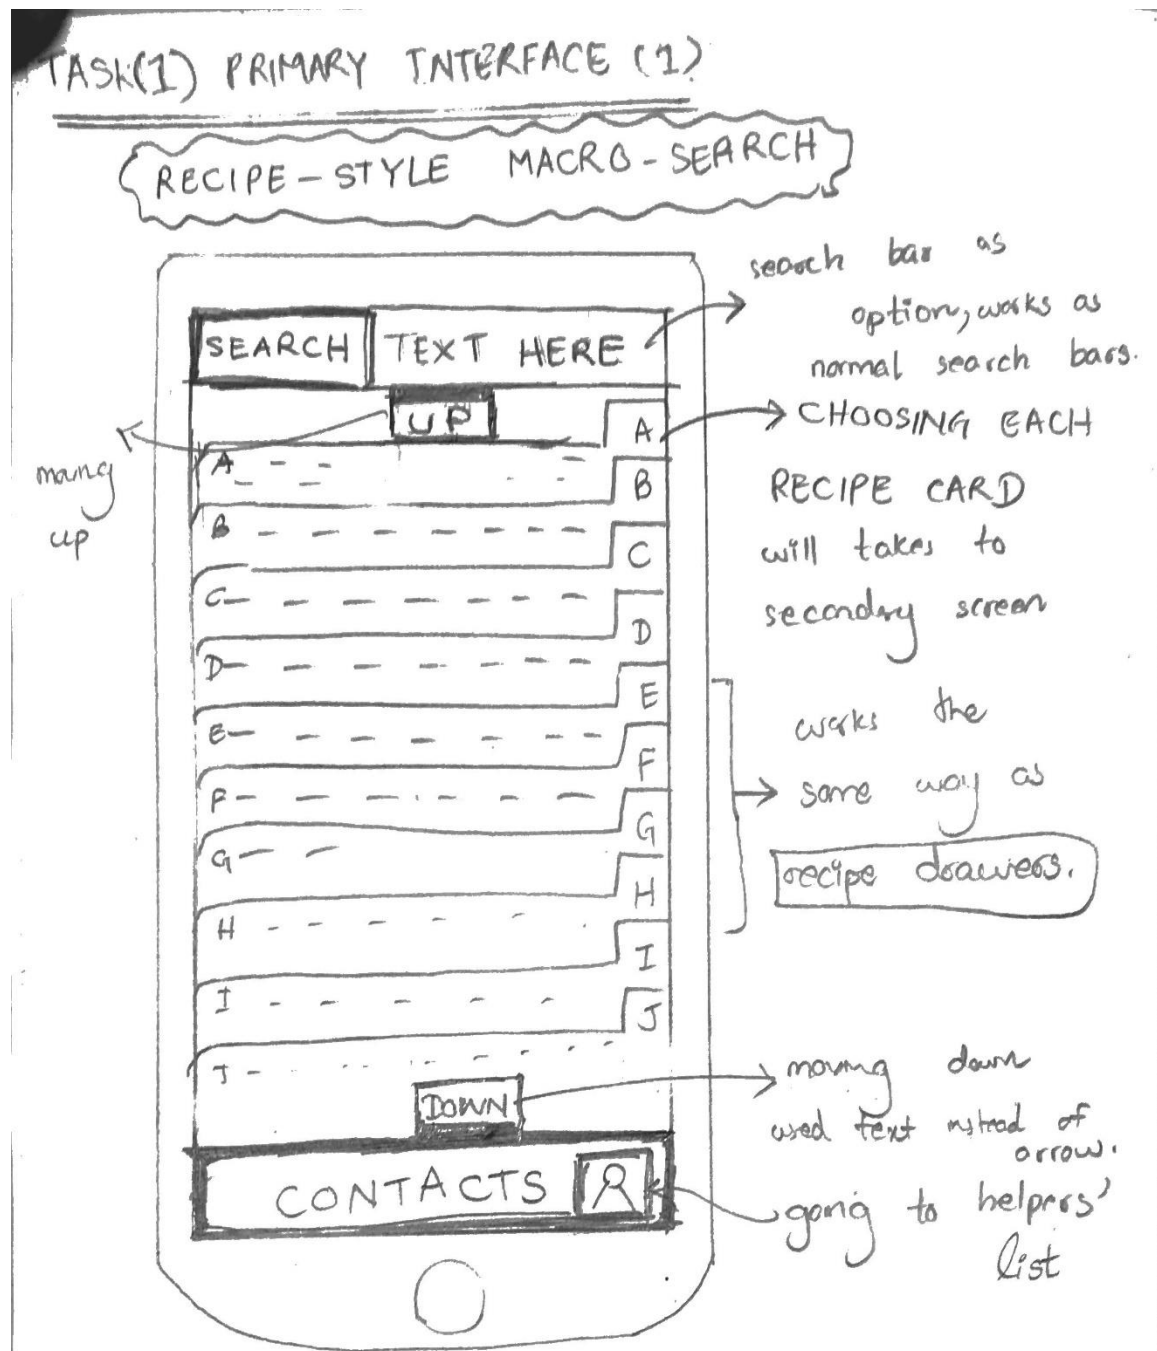 TASK(1) PRIMARY INTERFACE (1)
RECIPE-STYLE MACRO-SEARCH
search bar as
option, works as
normal search bars.
SEARCH TEXT HERE
UP
moving
up
A
CHOOSING EACH
RECIPE CARD
will takes to
secondry screen
A
B
B
C
C
D
D
E
E
F
F
G
G
H
H
I
I
J
J
works the
same way as
recipe drawers.
DOWN
moving down
used text instead of
arrow.
CONTACTS
going to helprs'
list